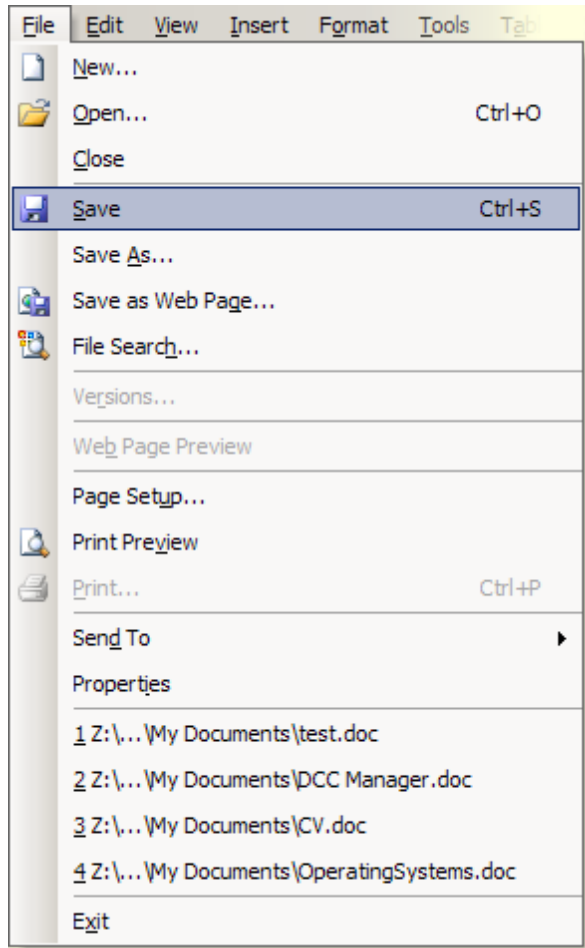 File Edit View Insert Format Tools
New...
Open... Ctrl+O
Close
Save Ctrl+S
Save As...
Save as Web Page...
File Search...
Versions...
Web Page Preview
Page Setup...
Print Preview
Print... Ctrl+P
Send To
Properties
1 Z:\...\My Documents\test.doc
2 Z:\...\My Documents\DCC Manager.doc
3 Z:\...\My Documents\CV.doc
4 Z:\...\My Documents\OperatingSystems.doc
Exit